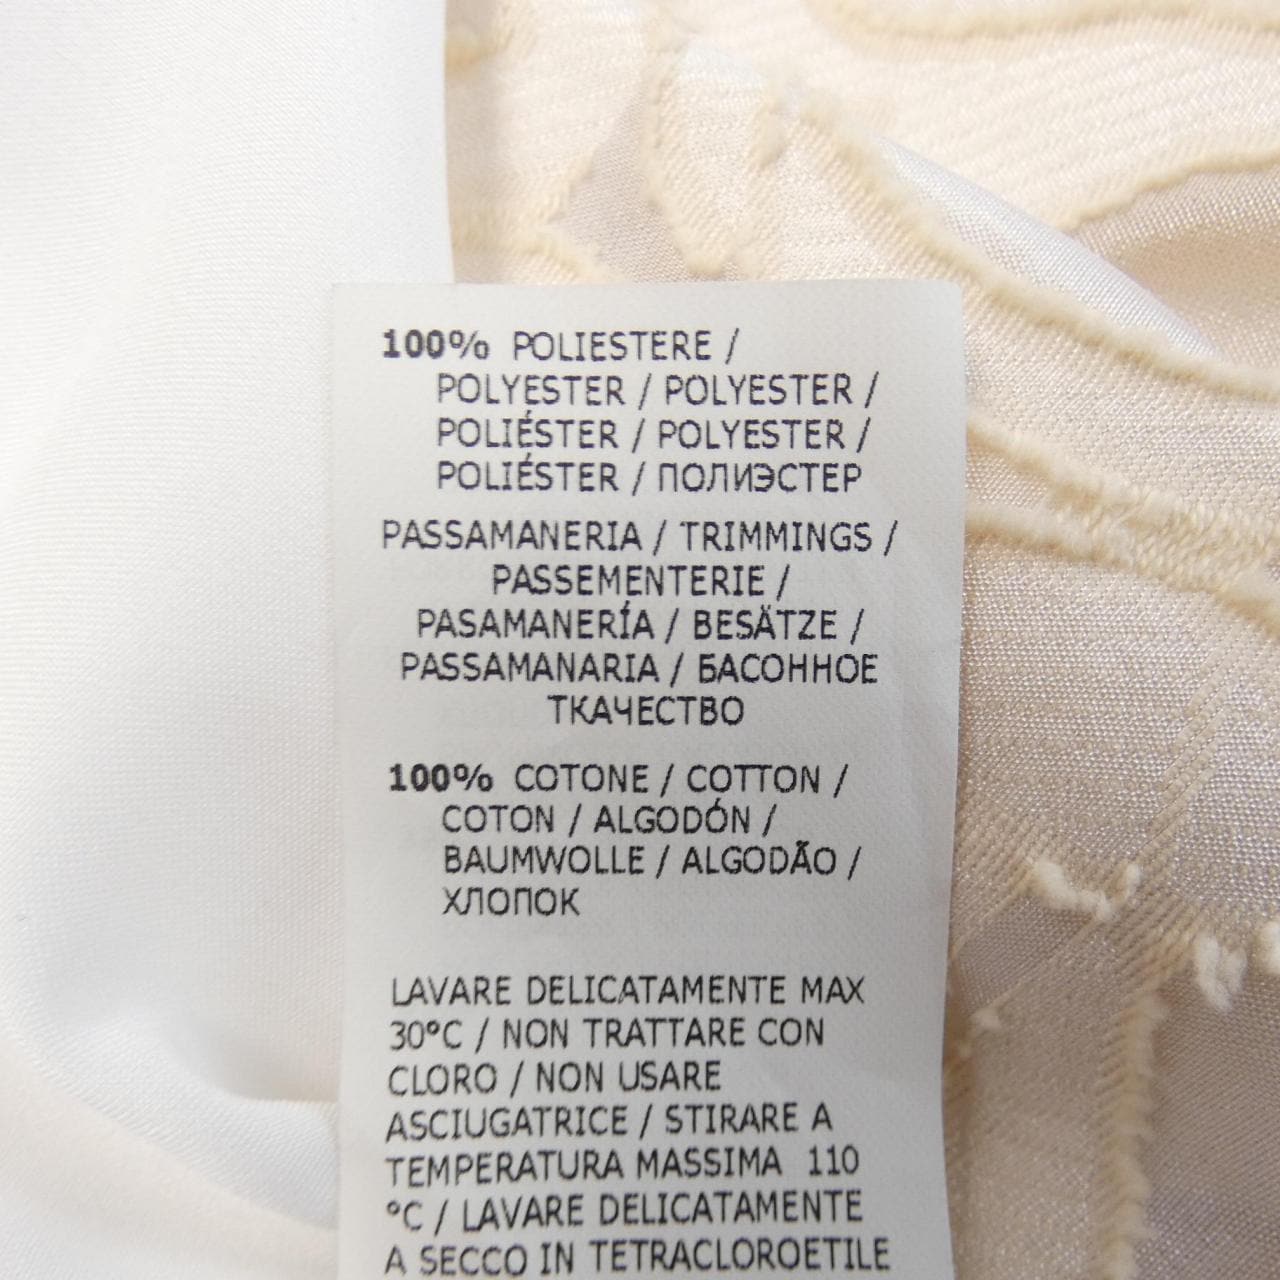 100% POLIESTERE /
POLYESTER / POLYESTER /
POLIÉSTER / POLYESTER /
POLIÉSTER / ПОЛИЭСТЕР
PASSAMANERIA / TRIMMINGS /
PASSEMENTERIE /
PASAMANERÍA / BESÄTZE /
PASSAMANARIA / БАСОННОЕ
ТКАЧЕСТВО
100% COTONE / COTTON /
COTON / ALGODÓN /
BAUMWOLLE / ALGODÃO /
ХЛОПОК
LAVARE DELICATAMENTE MAX
30°C / NON TRATTARE CON
CLORO / NON USARE
ASCIUGATRICE / STIRARE A
TEMPERATURA MASSIMA 110
°C / LAVARE DELICATAMENTE
A SECCO IN TETRACLOROETILE